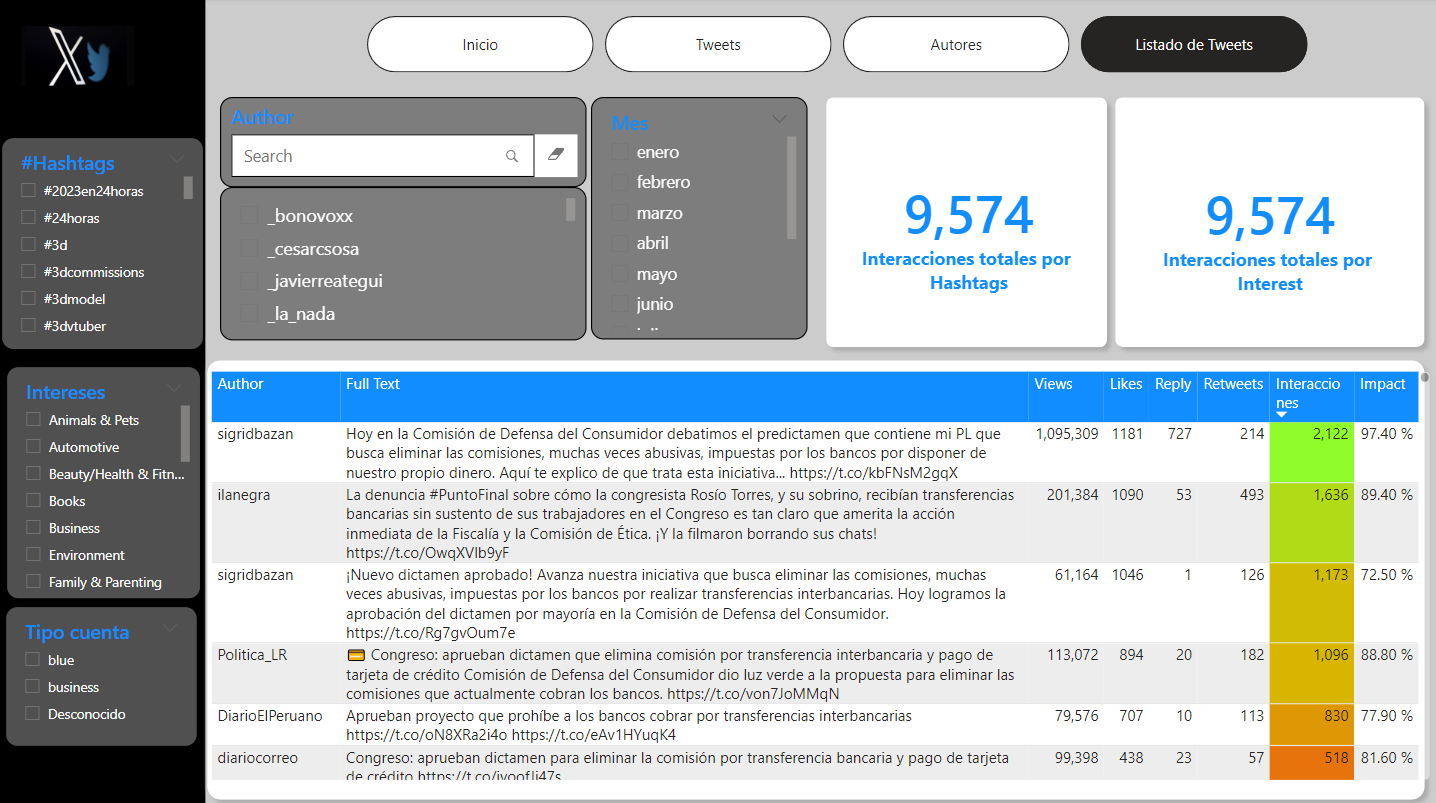 Inicio
Tweets
Autores
Listado de Tweets
#Hashtags
#2023en24horas
#24horas
#3d
#3dcommissions
#3dmodel
#3dvtuber
Intereses
Animals & Pets
Automotive
Beauty/Health & Fitn...
Books
Business
Environment
Family & Parenting
Tipo cuenta
blue
business
Desconocido
Author
Search
_bonovoxx
_cesarcsosa
_javierreategui
_la_nada
Mes
enero
febrero
marzo
abril
mayo
junio
9,574
Interacciones totales por
Hashtags
9,574
Interacciones totales por
Interest
Author Full Text Views Likes Reply Retweets Interaccio
nes Impact
sigridbazan Hoy en la Comisión de Defensa del Consumidor debatimos el predictamen que contiene mi PL que 1,095,309 1181 727 214 2,122 97.40 %
busca eliminar las comisiones, muchas veces abusivas, impuestas por los bancos por disponer de
nuestro propio dinero. Aquí te explico de que trata esta iniciativa... https://t.co/kbFNsM2gqX
ilanegra La denuncia #PuntoFinal sobre cómo la congresista Rosío Torres, y su sobrino, recibían transferencias 201,384 1090 53 493 1,636 89.40 %
bancarias sin sustento de sus trabajadores en el Congreso es tan claro que amerita la acción
inmediata de la Fiscalía y la Comisión de Ética. ¡Y la filmaron borrando sus chats!
https://t.co/OwqXVlb9yF
sigridbazan ¡Nuevo dictamen aprobado! Avanza nuestra iniciativa que busca eliminar las comisiones, muchas 61,164 1046 1 126 1,173 72.50 %
veces abusivas, impuestas por los bancos por realizar transferencias interbancarias. Hoy logramos la
aprobación del dictamen por mayoría en la Comisión de Defensa del Consumidor.
https://t.co/Rg7gvOum7e
Politica_LR 💳 Congreso: aprueban dictamen que elimina comisión por transferencia interbancaria y pago de 113,072 894 20 182 1,096 88.80 %
tarjeta de crédito Comisión de Defensa del Consumidor dio luz verde a la propuesta para eliminar las
comisiones que actualmente cobran los bancos. https://t.co/von7JoMMqN
DiarioElPeruano Aprueban proyecto que prohíbe a los bancos cobrar por transferencias interbancarias 79,576 707 10 113 830 77.90 %
https://t.co/oN8XRa2i4o https://t.co/eAv1HYuqK4
diariocorreo Congreso: aprueban dictamen para eliminar la comisión por transferencia bancaria y pago de tarjeta 99,398 438 23 57 518 81.60 %
de crédito